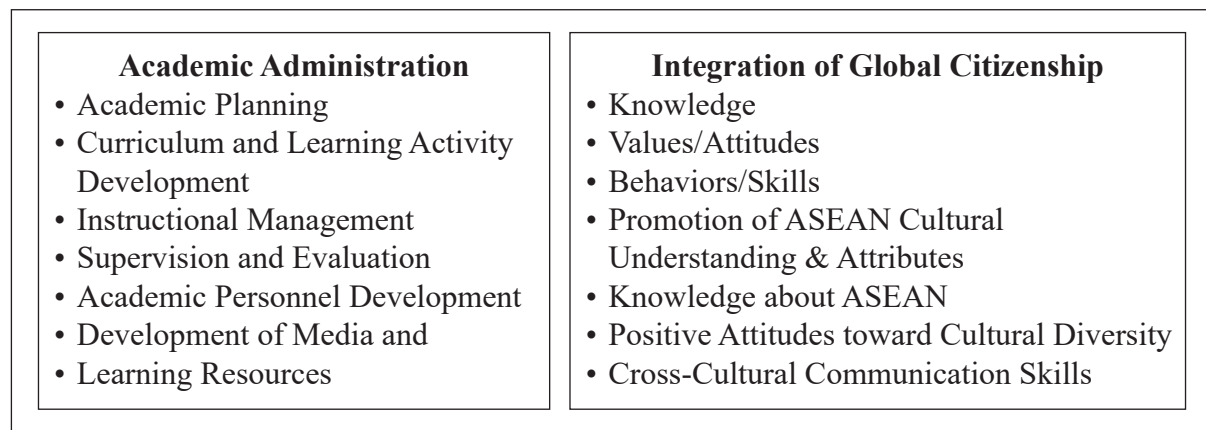 Academic Administration
• Academic Planning
• Curriculum and Learning Activity
Development
• Instructional Management
• Supervision and Evaluation
• Academic Personnel Development
• Development of Media and
• Learning Resources
Integration of Global Citizenship
• Knowledge
• Values/Attitudes
• Behaviors/Skills
• Promotion of ASEAN Cultural
Understanding & Attributes
• Knowledge about ASEAN
• Positive Attitudes toward Cultural Diversity
• Cross-Cultural Communication Skills